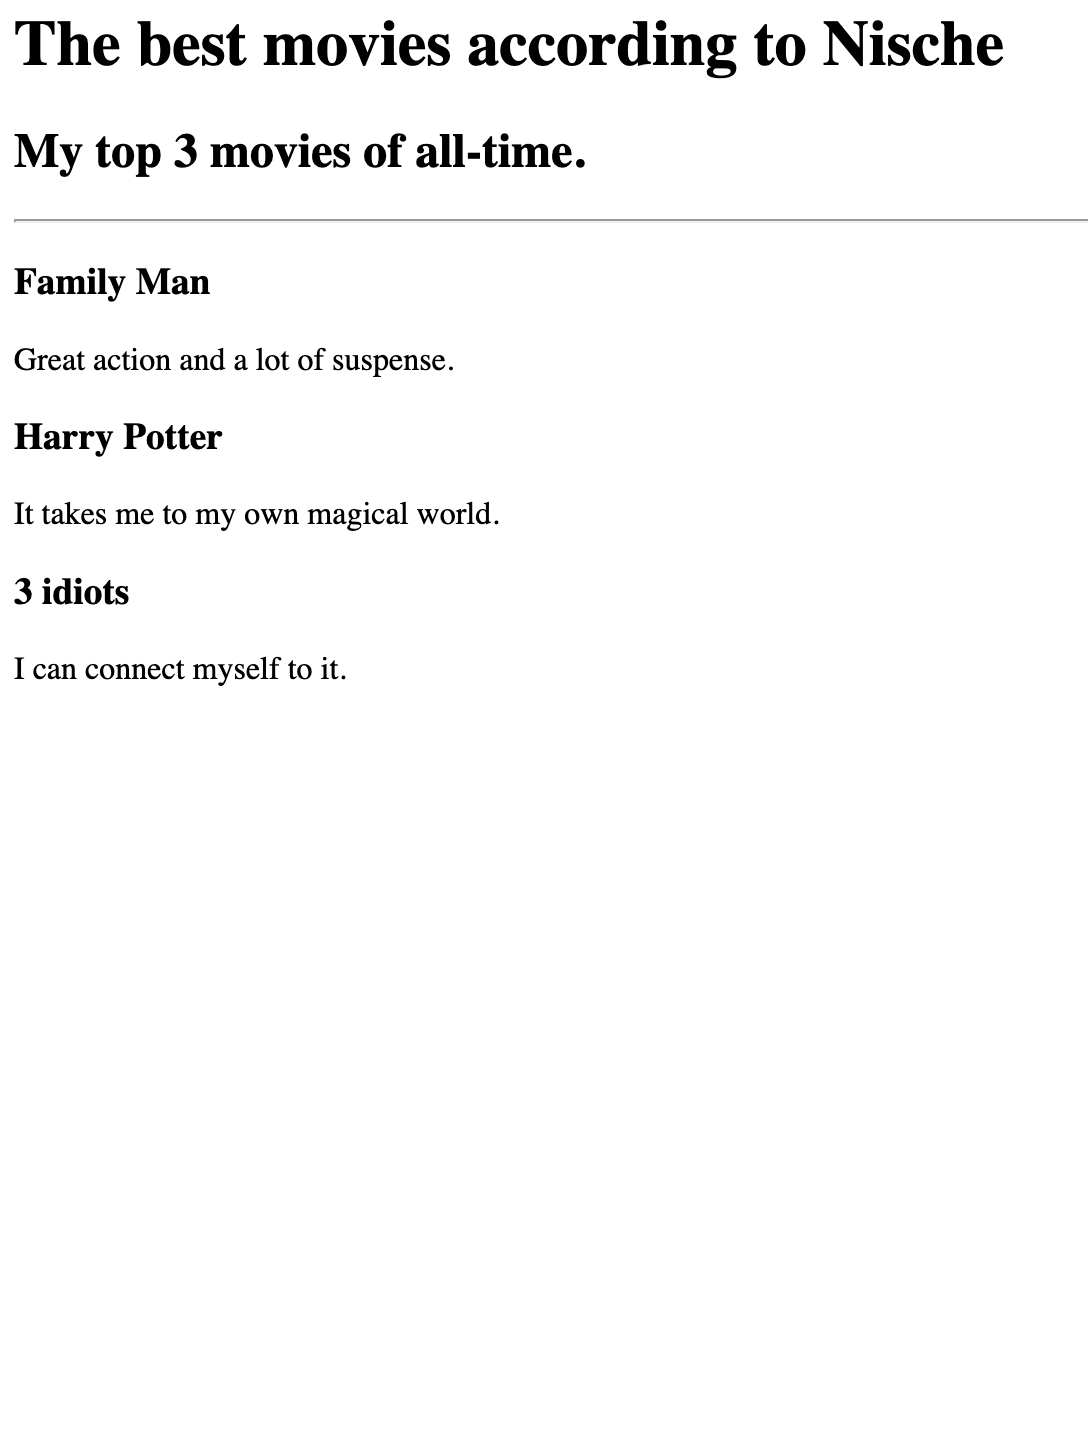 The best movies according to Nische
My top 3 movies of all-time.
Family Man
Great action and a lot of suspense.
Harry Potter
It takes me to my own magical world.
3 idiots
I can connect myself to it.